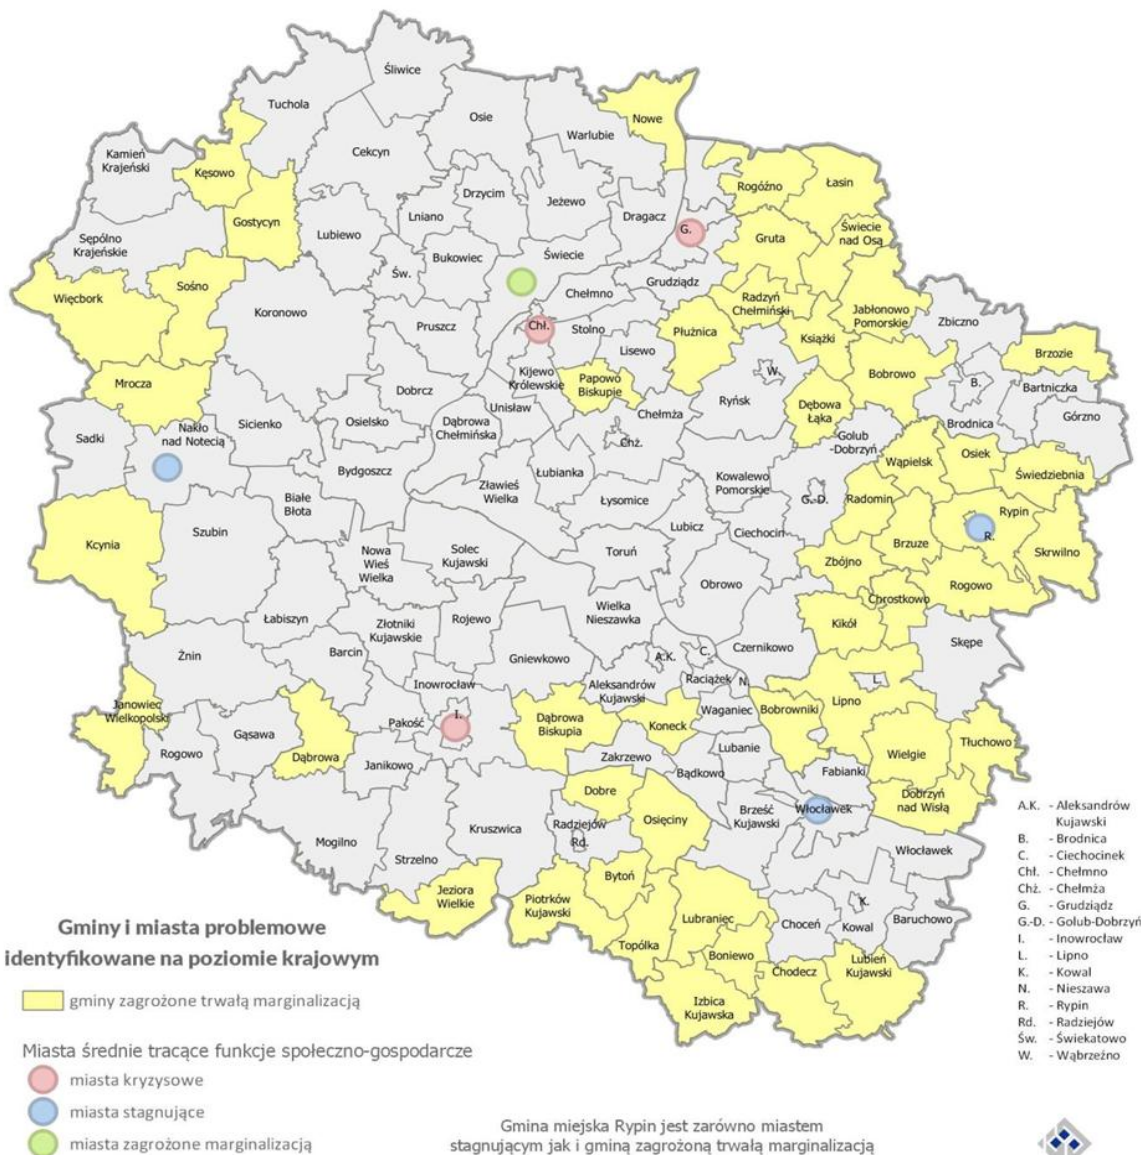 Śliwice
Tuchola
Osie
Nowe
Warlubie
Kamień
Krajeński
Cekcyn
Kęsowo
Rogóźno
Łasin
Drzycim
Jeżewo
Lniano
Dragacz
Gostycyn
Lubiewo
G.
Świecie
nad Osą
Gruta
Sępólno
Krajeńskie
Bukowiec
Świecie
Św.
Sośno
Grudziądz
Chełmno
Więcbork
Radzyń
Chełmiński
Koronowo
Jabłonowo
Pomorskie
Zbiczno
Pruszcz
Chł.
Stolno
Płużnica
Książki
Lisewo
Brzozie
Kijewo
Królewskie
W.
Bobrowo
Mrocza
Papowo
Biskupie
B.
Bartniczka
Dobrcz
Ryńsk
Unisław
Dębowa
Łąka
Chełmża
Górzno
Brodnica
Osielsko
Dąbrowa
Chełmińska
Sicienko
Nakło
nad Notecią
Sadki
Golub
-Dobrzyń
Chż.
Osiek
Wąpielsk
Bydgoszcz
Łubianka
Świedziebnia
Kowalewo
Pomorskie
Zławieś
Wielka
Łysomice
G.-D.
Radomin
Białe
Błota
Rypin
Lubicz
Szubin
Ciechocin
R.
Kcynia
Brzuze
Nowa
Wieś
Wielka
Solec
Kujawski
Toruń
Skrwilno
Zbójno
Obrowo
Rogowo
Chrostkowo
Łabiszyn
Złotniki
Kujawskie
Rojewo
Wielka
Nieszawka
Kikół
Skępe
Czernikowo
Żnin
Barcin
Gniewkowo
A.K.
C.
Raciążek
N.
L.
Inowrocław
Aleksandrów
Kujawski
Lipno
Janowiec
Wielkopolski
Waganiec
Bobrowniki
I.
Pakość
Dąbrowa
Biskupia
Koneck
Gąsawa
Tłuchowo
Lubanie
Rogowo
Dąbrowa
Zakrzewo
Wielgie
Janikowo
Bądkowo
Fabianki
Dobre
Dobrzyń
nad Wisłą
Włocławek
Brześć
Kujawski
Osięciny
Radziejów
Kruszwica
Rd.
Mogilno
Włocławek
Strzelno
Bytoń
Jeziora
Wielkie
Piotrków
Kujawski
K.
Lubraniec
Choceń
Kowal
Baruchowo
Topólka
Boniewo
Lubień
Kujawski
Chodecz
Izbica
Kujawska
A.K. - Aleksandrów
Kujawski
B. - Brodnica
C. - Ciechocinek
Chł. - Chełmno
Chż. - Chełmża
G. - Grudziądz
G.-D. - Golub-Dobrzyń
I. - Inowrocław
L. - Lipno
K. - Kowal
N. - Nieszawa
R. - Rypin
Rd. - Radziejów
Św. - Świekatowo
W. - Wąbrzeźno
Gminy i miasta problemowe
identyfikowane na poziomie krajowym
gminy zagrożone trwałą marginalizacją
Miasta średnie tracące funkcje społeczno-gospodarcze
miasta kryzysowe
miasta stagnujące
miasta zagrożone marginalizacją
Gmina miejska Rypin jest zarówno miastem
stagnującym jak i gminą zagrożoną trwałą marginalizacją